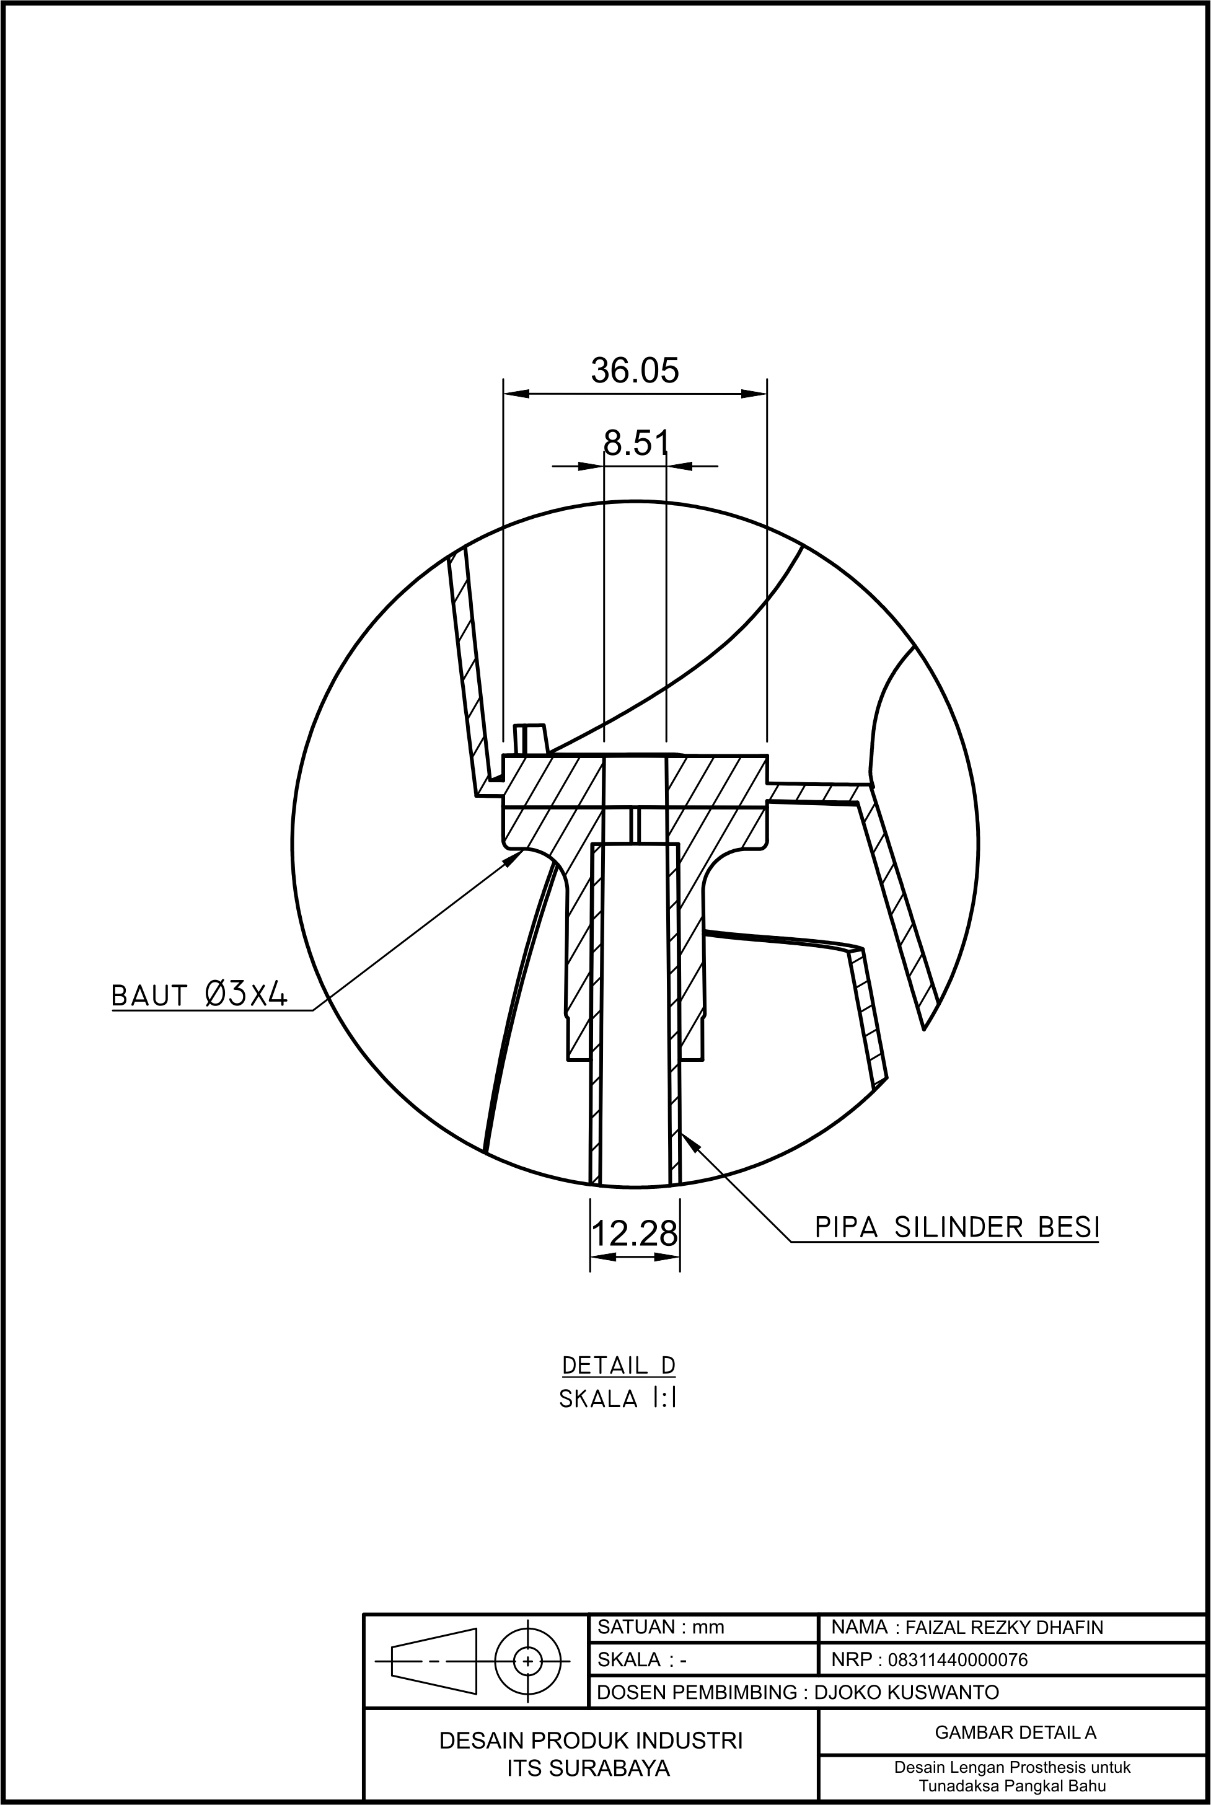 36.05
8.51
BAUT Ø3X4
PIPA SILINDER BESI
12.28
DETAIL D
SKALA 1:1
SATUAN : mm
NAMA : FAIZAL REZKY DHAFIN
SKALA : -
NRP : 08311440000076
DOSEN PEMBIMBING : DJOKO KUSWANTO
DESAIN PRODUK INDUSTRI
ITS SURABAYA
GAMBAR DETAIL A
Desain Lengan Prosthesis untuk
Tunadaksa Pangkal Bahu